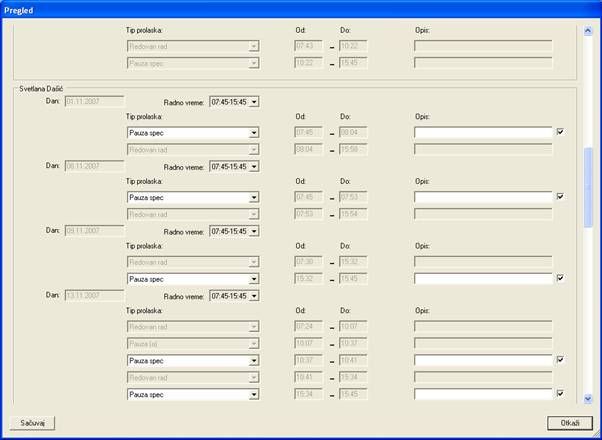 Pregled
Tip prolaska: Od: Do: Opis:
Redovan rad 07:43 – 10:22
Pauza spec 10:22 – 15:45
Svetlana Dašić
Dan: 01.11.2007 Radno vreme: 07:45-15:45
Tip prolaska: Od: Do: Opis:
Pauza spec 07:45 – 08:04
Redovan rad 08:04 – 15:58
Dan: 08.11.2007 Radno vreme: 07:45-15:45
Tip prolaska: Od: Do: Opis:
Pauza spec 07:45 – 07:53
Redovan rad 07:53 – 15:54
Dan: 09.11.2007 Radno vreme: 07:45-15:45
Tip prolaska: Od: Do: Opis:
Redovan rad 07:30 – 15:32
Pauza spec 15:32 – 15:45
Dan: 13.11.2007 Radno vreme: 07:45-15:45
Tip prolaska: Od: Do: Opis:
Redovan rad 07:24 – 10:07
Pauza (a) 10:07 – 10:37
Pauza spec 10:37 – 10:41
Redovan rad 10:41 – 15:34
Pauza spec 15:34 – 15:45
Sačuvaj Otkaži